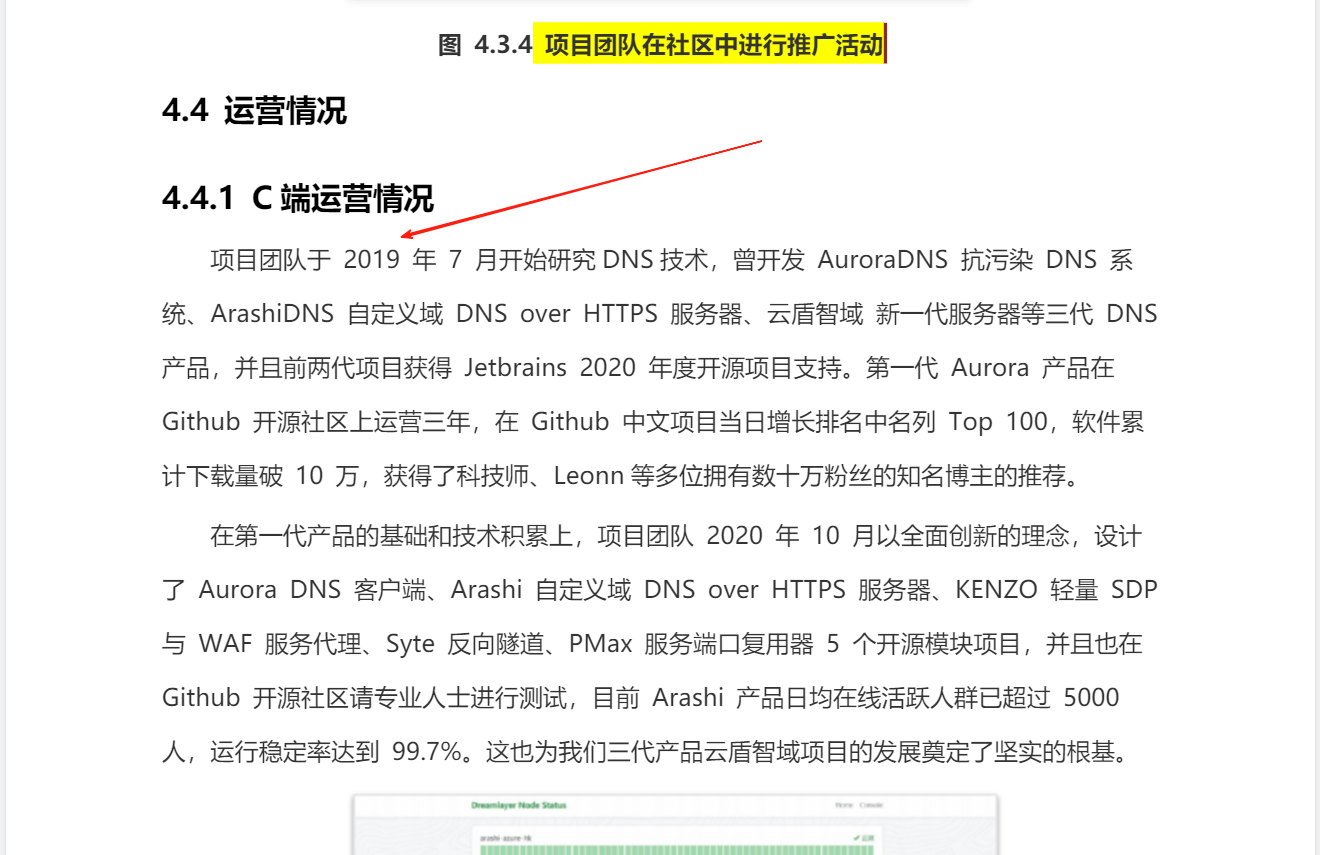 图 4.3.4 项目团队在社区中进行推广活动
4.4 运营情况
4.4.1 C 端运营情况
项目团队于 2019 年 7 月开始研究 DNS 技术，曾开发 AuroraDNS 抗污染 DNS 系
统、ArashiDNS 自定义域 DNS over HTTPS 服务器、云盾智域 新一代服务器等三代 DNS
产品，并且前两代项目获得 Jetbrains 2020 年度开源项目支持。第一代 Aurora 产品在
Github 开源社区上运营三年，在 Github 中文项目当日增长排名中名列 Top 100，软件累
计下载量破 10 万，获得了科技师、Leonn 等多位拥有数十万粉丝的知名博主的推荐。
在第一代产品的基础和技术积累上，项目团队 2020 年 10 月以全面创新的理念，设计
了 Aurora DNS 客户端、Arashi 自定义域 DNS over HTTPS 服务器、KENZO 轻量 SDP
与 WAF 服务代理、Syte 反向隧道、PMax 服务端口复用器 5 个开源模块项目，并且也在
Github 开源社区请专业人士进行测试，目前 Arashi 产品日均在线活跃人群已超过 5000
人，运行稳定率达到 99.7%。这也为我们三代产品云盾智域项目的发展奠定了坚实的根基。
Dreamlayer Node Status
arashi-azure-hk